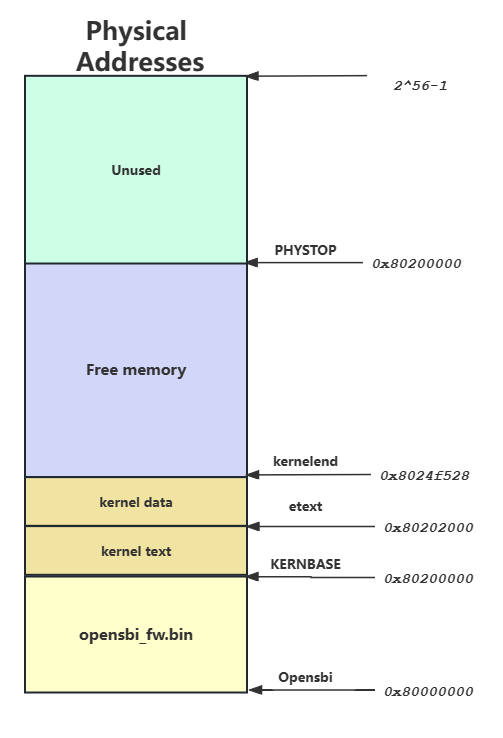 Physical
Addresses
2^56-1
Unused
PHYSTOP
0x80200000
Free memory
kernelend
0x8024f528
kernel data
etext
0x80202000
kernel text
KERNBASE
0x80200000
opensbi_fw.bin
Opensbi
0x80000000